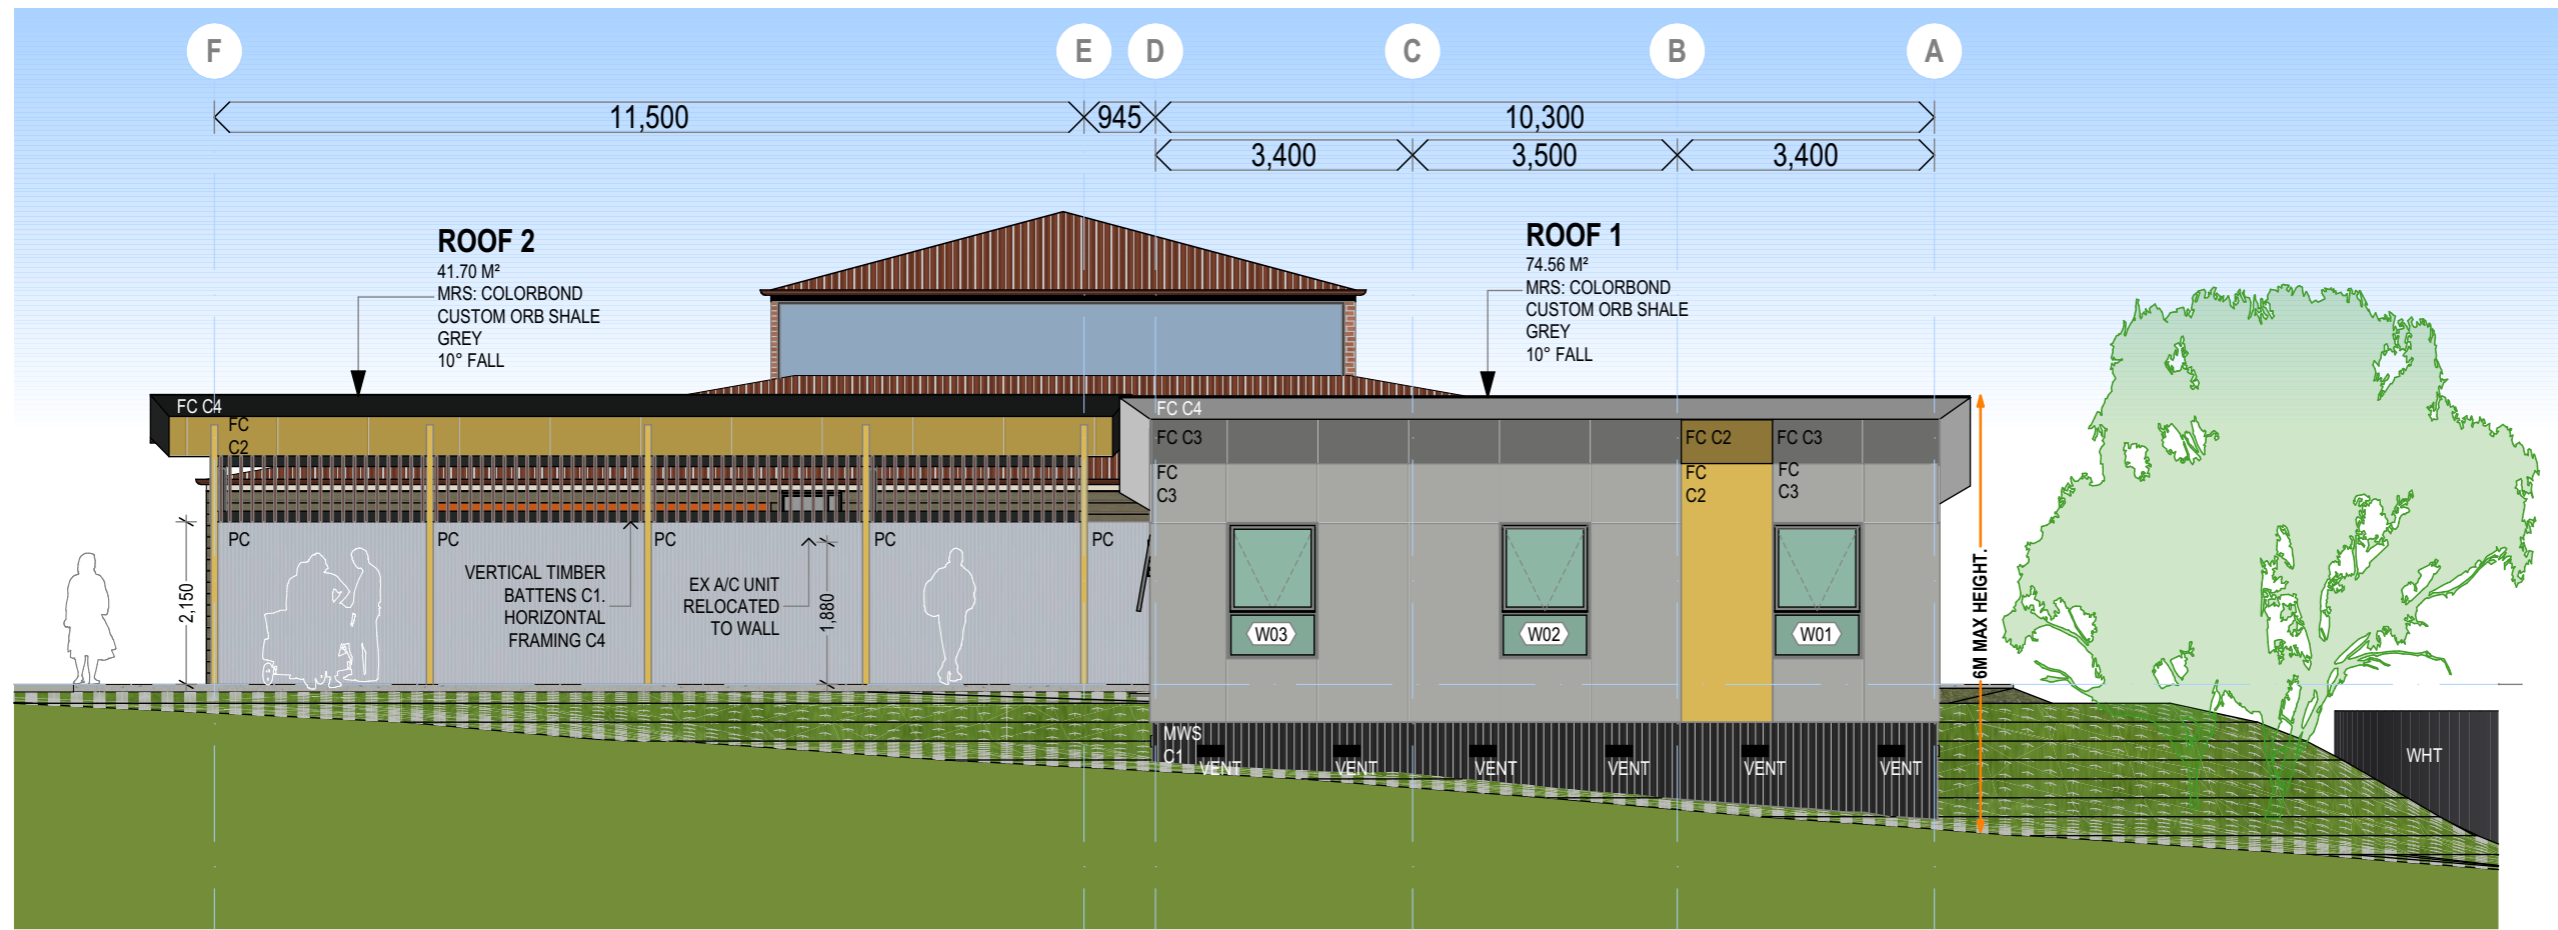 F
E
D
C
B
A
11,500
945
10,300
3,400
3,500
3,400
ROOF 2
41.70 M²
MRS: COLORBOND
CUSTOM ORB SHALE
GREY
10° FALL
ROOF 1
74.56 M²
MRS: COLORBOND
CUSTOM ORB SHALE
GREY
10° FALL
FC C4
FC
C2
FC C4
FC C3
FC C2
FC C3
FC
C3
FC
C2
FC
C3
PC
PC
PC
PC
PC
2,150
VERTICAL TIMBER
BATTENS C1.
HORIZONTAL
FRAMING C4
EX A/C UNIT
RELOCATED
TO WALL
1,880
W03
W02
W01
6M MAX HEIGHT.
MWS
C1
VENT
VENT
VENT
VENT
VENT
VENT
WHT